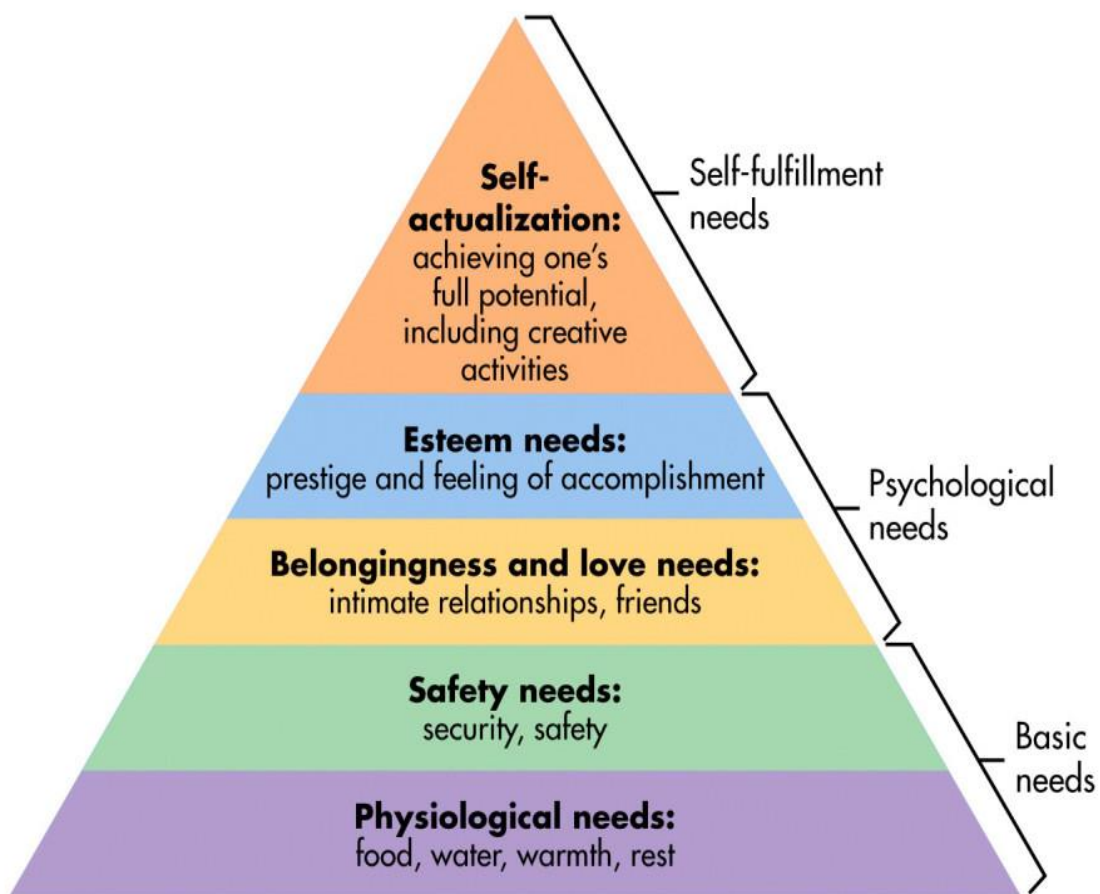 Self-
actualization:
achieving one's
full potential,
including creative
activities
Self-fulfillment
needs
Esteem needs:
prestige and feeling of accomplishment
Psychological
needs
Belongingness and love needs:
intimate relationships, friends
Safety needs:
security, safety
Basic
needs
Physiological needs:
food, water, warmth, rest